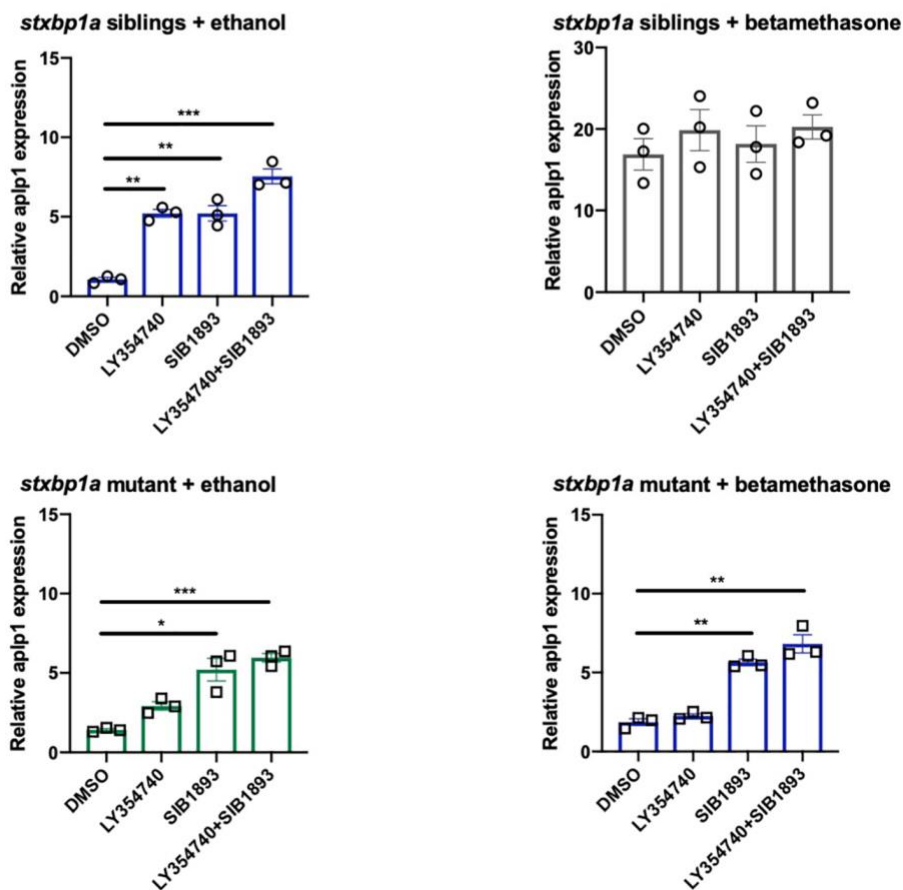 stxbp1a siblings + ethanol
Relative aplp1 expression
15
10
5
0
***
**
**
DMSO
LY354740
SIB1893
LY354740+SIB1893
stxbp1a siblings + betamethasone
Relative aplp1 expression
30
20
10
0
DMSO
LY354740
SIB1893
LY354740+SIB1893
stxbp1a mutant + ethanol
Relative aplp1 expression
15
10
5
0
***
*
DMSO
LY354740
SIB1893
LY354740+SIB1893
stxbp1a mutant + betamethasone
Relative aplp1 expression
15
10
5
0
**
**
DMSO
LY354740
SIB1893
LY354740+SIB1893